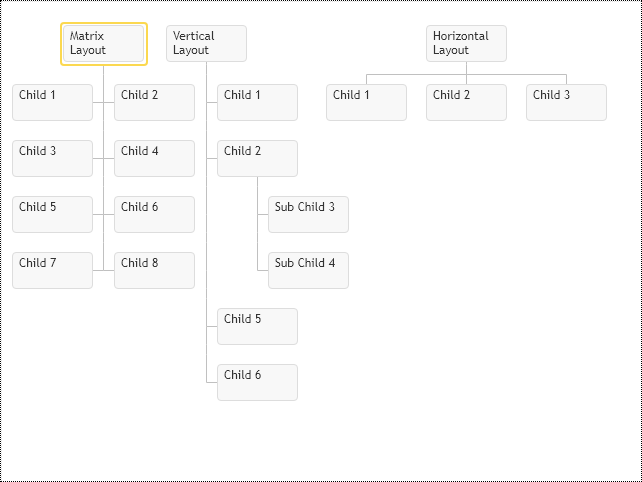 Matrix
Layout
Child 1
Child 2
Child 3
Child 4
Child 5
Child 6
Child 7
Child 8
Vertical
Layout
Child 1
Child 2
Sub Child 3
Sub Child 4
Child 5
Child 6
Horizontal
Layout
Child 1
Child 2
Child 3